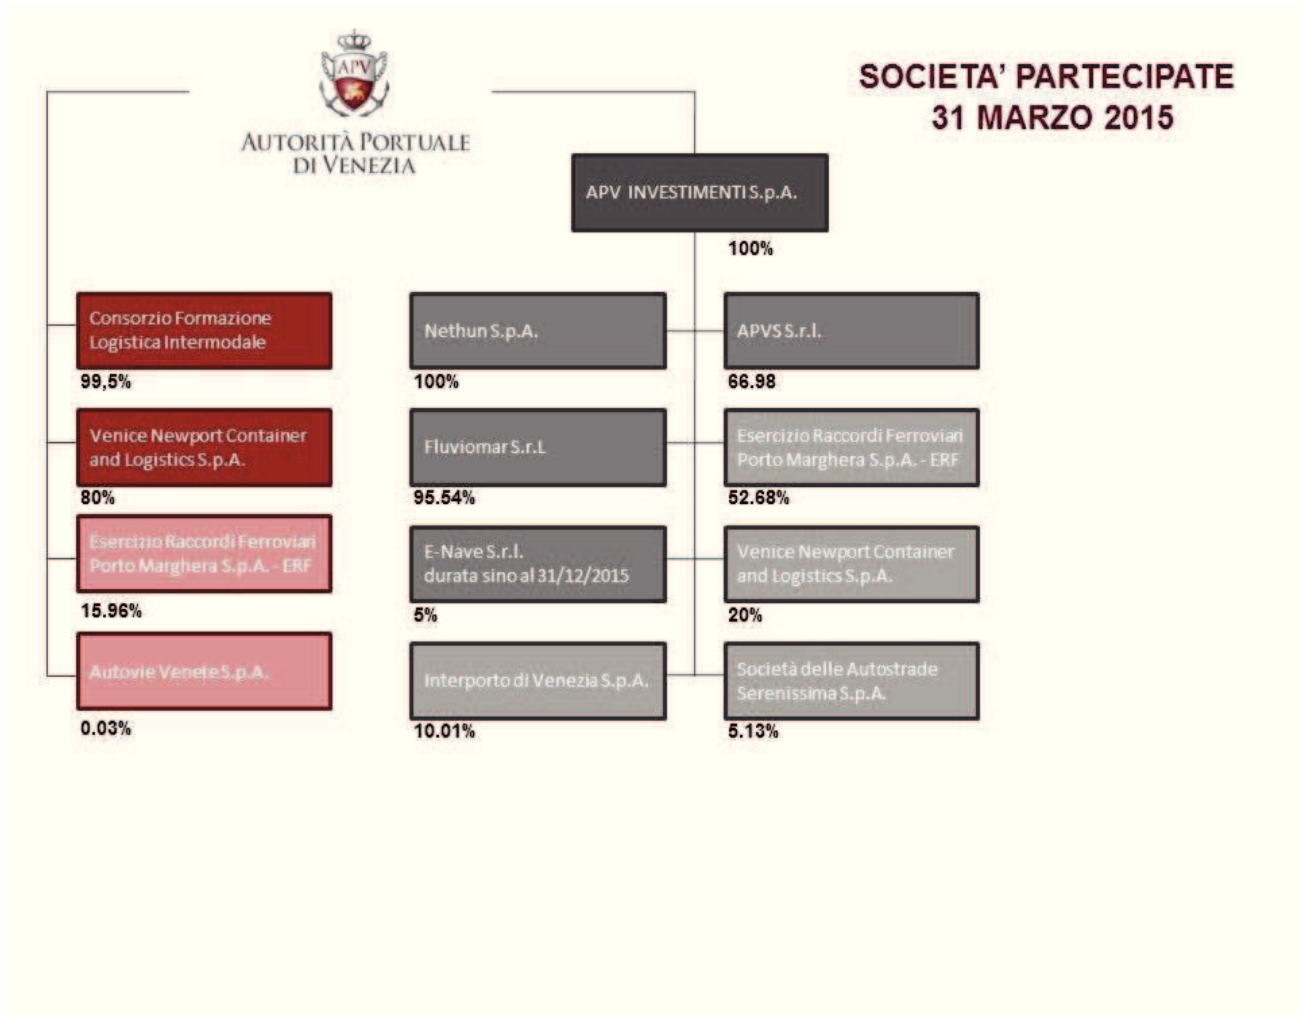 APV
AUTORITÀ PORTUALE
DI VENEZIA
SOCIETA' PARTECIPATE
31 MARZO 2015
APV INVESTIMENTI S.p.A.
100%
Consorzio Formazione
Logistica Intermodale
99,5%
Nethun S.p.A.
100%
APVS S.r.l.
66.98
Venice Newport Container
and Logistics S.p.A.
80%
Fluviomar S.r.L
95.54%
Esercizio Raccordi Ferroviari
Porto Marghera S.p.A. - ERF
52.68%
Esercizio Raccordi Ferroviari
Porto Marghera S.p.A. - ERF
15.96%
E-Nave S.r.l.
durata sino al 31/12/2015
5%
Venice Newport Container
and Logistics S.p.A.
20%
Autovie Venete S.p.A.
0.03%
Interporto di Venezia S.p.A.
10.01%
Società delle Autostrade
Serenissima S.p.A.
5.13%